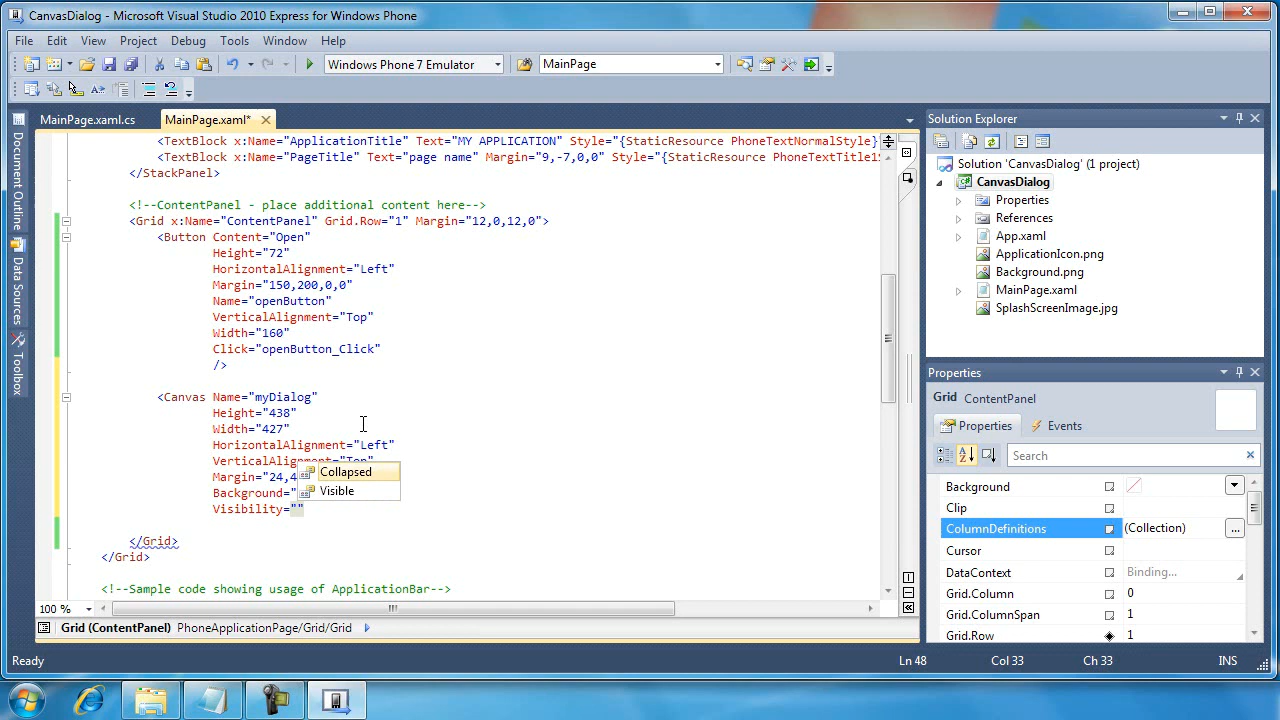 CanvasDialog - Microsoft Visual Studio 2010 Express for Windows Phone
File Edit View Project Debug Tools Window Help
Windows Phone 7 Emulator MainPage
MainPage.xaml.cs MainPage.xaml*
Document Outline
Data Sources
Toolbox
<TextBlock x:Name="ApplicationTitle" Text="MY APPLICATION" Style="{StaticResource PhoneTextNormalStyle}
<TextBlock x:Name="PageTitle" Text="page name" Margin="9,-7,0,0" Style="{StaticResource PhoneTextTitle1S
</StackPanel>
<!--ContentPanel - place additional content here-->
<Grid x:Name="ContentPanel" Grid.Row="1" Margin="12,0,12,0">
<Button Content="Open"
Height="72"
HorizontalAlignment="Left"
Margin="150,200,0,0"
Name="openButton"
VerticalAlignment="Top"
Width="160"
Click="openButton_Click"
/>
<Canvas Name="myDialog"
Height="438"
Width="427"
HorizontalAlignment="Left"
VerticalAlignment="Top"
Margin="24,4
Background="
Visibility=""
Collapsed
Visible
</Grid>
</Grid>
<!--Sample code showing usage of ApplicationBar-->
100 %
Grid (ContentPanel) PhoneApplicationPage/Grid/Grid
Solution Explorer
Solution 'CanvasDialog' (1 project)
CanvasDialog
Properties
References
App.xaml
ApplicationIcon.png
Background.png
MainPage.xaml
SplashScreenImage.jpg
Properties
Grid ContentPanel
Properties Events
Search
Background
Clip
ColumnDefinitions (Collection) ...
Cursor
DataContext Binding...
Grid.Column 0
Grid.ColumnSpan 1
Grid.Row 1
Ready Ln 48 Col 33 Ch 33 INS